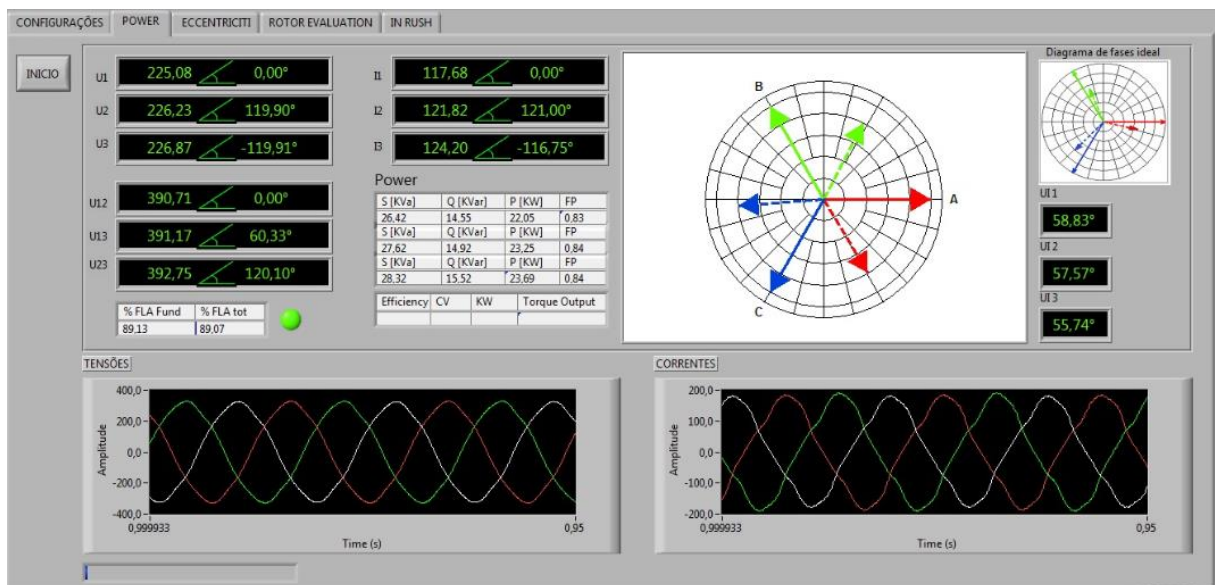 CONFIGURAÇÕES POWER ECCENTRICITI ROTOR EVALUATION IN RUSH
INICIO
U1 225,08 0,00°
U2 226,23 119,90°
U3 226,87 -119,91°
U12 390,71 0,00°
U13 391,17 60,33°
U23 392,75 120,10°
% FLA Fund % FLA tot
89,13 89,07
I1 117,68 0,00°
I2 121,82 121,00°
I3 124,20 -116,75°
Power
S [KVa] Q [KVar] P [KW] FP
26,42 14,55 22,05 0,83
S [KVa] Q [KVar] P [KW] FP
27,62 14,92 23,25 0,84
S [KVa] Q [KVar] P [KW] FP
28,32 15,52 23,69 0,84
Efficiency CV KW Torque Output
B
A
C
Diagrama de fases ideal
UI 1
58,83°
UI 2
57,57°
UI 3
55,74°
TENSÕES
Amplitude
400,0
200,0
0,0
-200,0
-400,0
0,999933 0,95
Time (s)
CORRENTES
Amplitude
200,0
100,0
0,0
-100,0
-200,0
0,999933 0,95
Time (s)